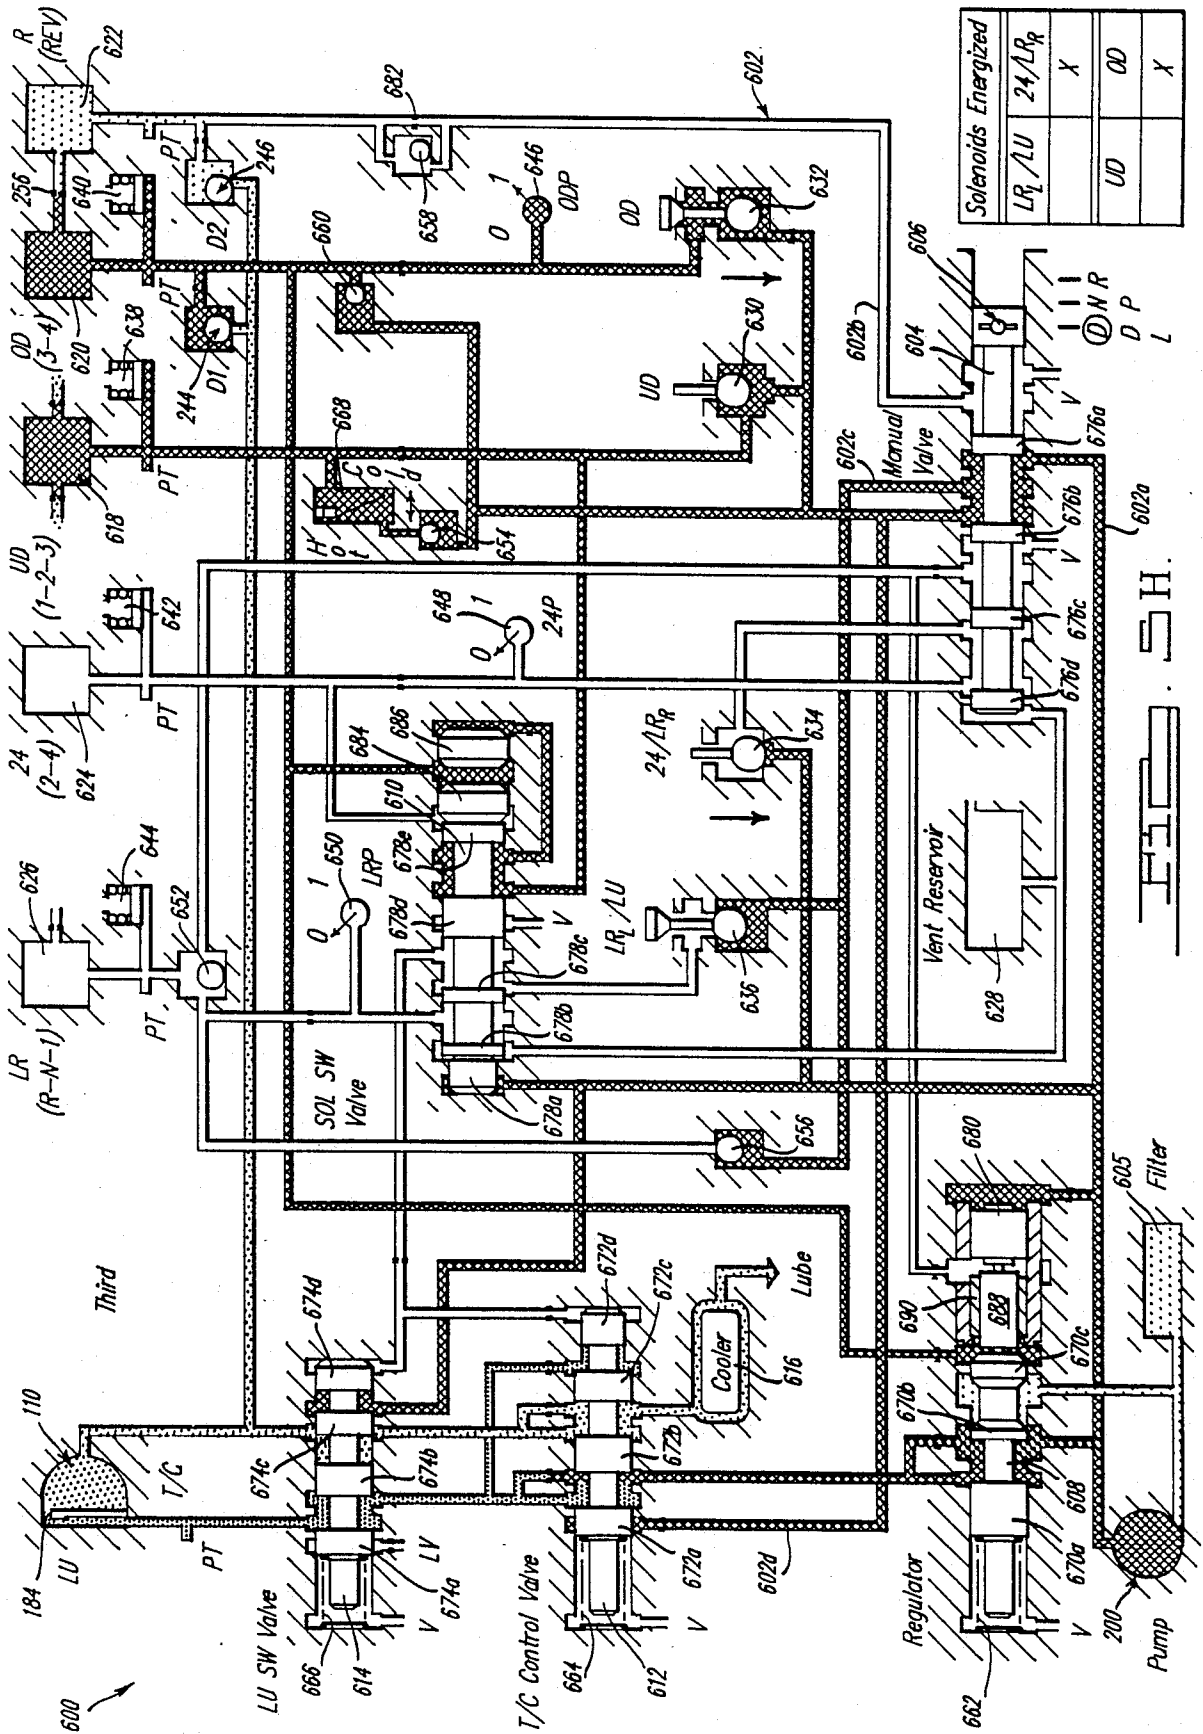 600
184
LU
110
T/C
PT
LU SW Valve
666
614
V
674a
LV
674b
674c
674d
Third
T/C Control Valve
664
612
V
672a
672b
672c
672d
602d
Cooler
616
Lube
Regulator
662
V
670a
608
670b
670c
688
690
680
200
Pump
605
Filter
LR
(R-N-1)
626
644
PT
652
SOL SW
Valve
0
1
650
LRP
678a
678b
678c
678d
678e
V
610
684
686
656
LRL/LU
636
24/LRR
634
Vent Reservoir
628
24
(2-4)
624
642
PT
0
1
648
24P
UD
(1-2-3)
618
638
PT
Hot
Cold
668
654
UD
630
OD
(3-4)
620
640
PT
256
244
D1
D2
246
PT
660
0
1
646
ODP
OD
632
R
(REV)
622
658
682
602
602b
602c
602a
Manual
Valve
604
606
V
V
676a
676b
676c
676d
D N R
D P
L
Solenoids Energized
LRL/LU 24/LRR
X
UD OD
X
Fig. 5H.